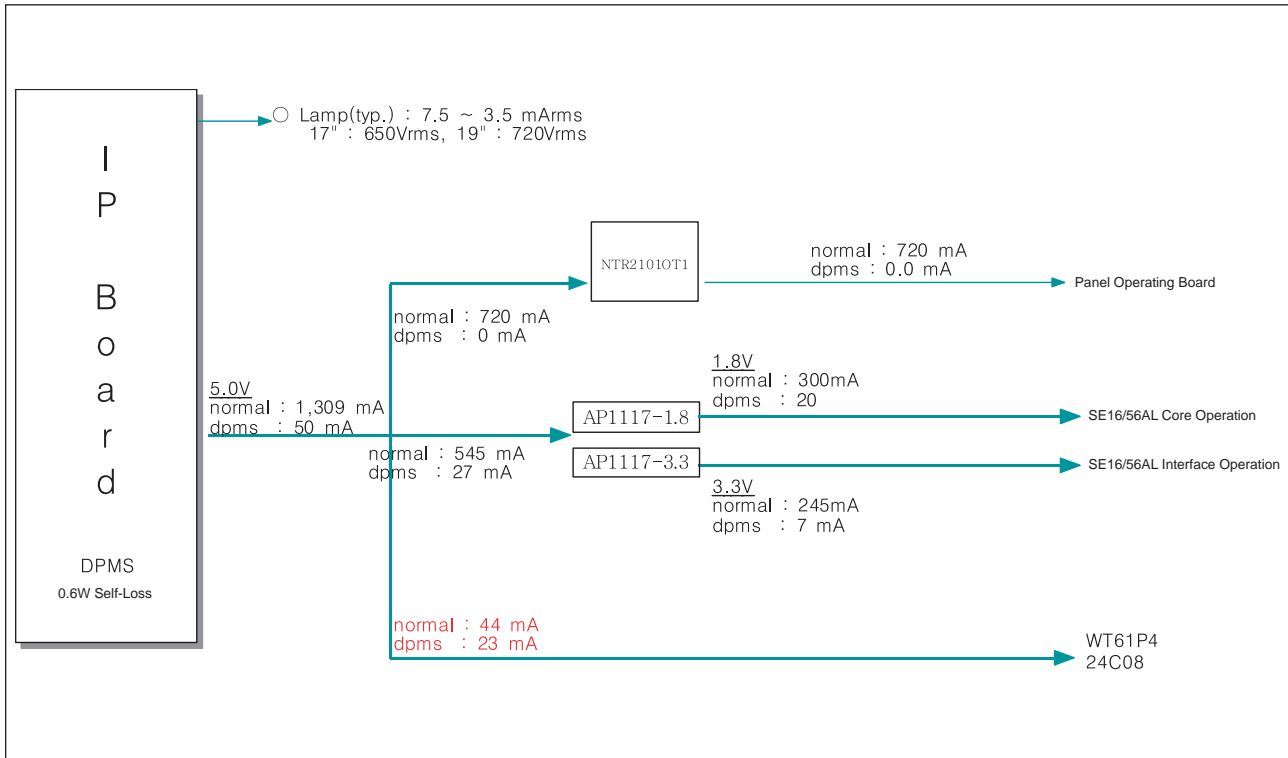 IP Board
DPMS
0.6W Self-Loss
○ Lamp(typ.) : 7.5 ~ 3.5 mArms
17" : 650Vrms, 19" : 720Vrms
NTR2101OT1
normal : 720 mA
dpms : 0.0 mA
Panel Operating Board
normal : 720 mA
dpms : 0 mA
5.0V
normal : 1,309 mA
dpms : 50 mA
normal : 545 mA
dpms : 27 mA
AP1117-1.8
AP1117-3.3
1.8V
normal : 300mA
dpms : 20
SE16/56AL Core Operation
SE16/56AL Interface Operation
3.3V
normal : 245mA
dpms : 7 mA
normal : 44 mA
dpms : 23 mA
WT61P4
24C08